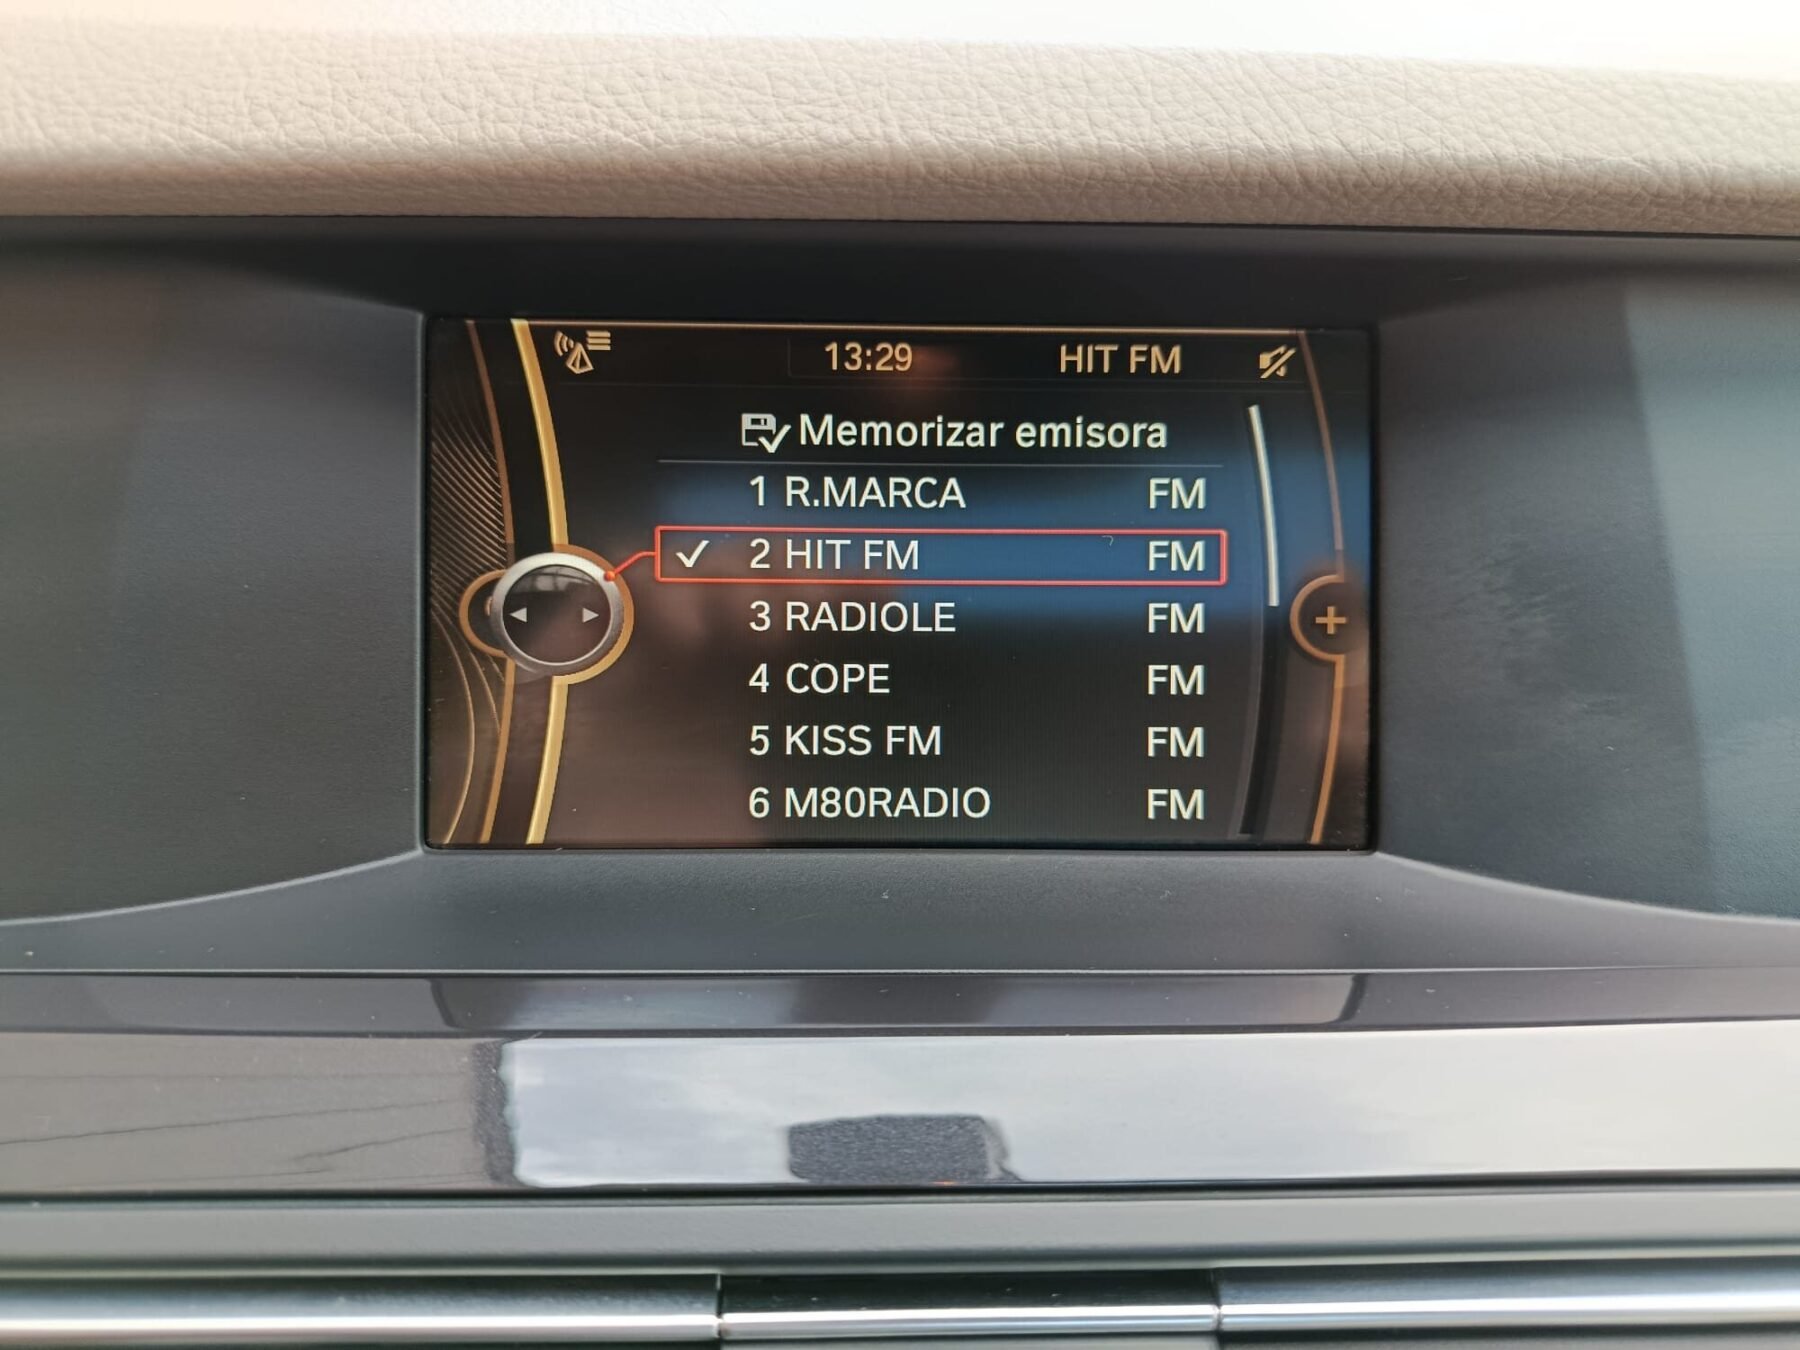 13:29 HIT FM
Memorizar emisora
1 R.MARCA FM
2 HIT FM FM
3 RADIOLE FM
4 COPE FM
5 KISS FM FM
6 M80RADIO FM